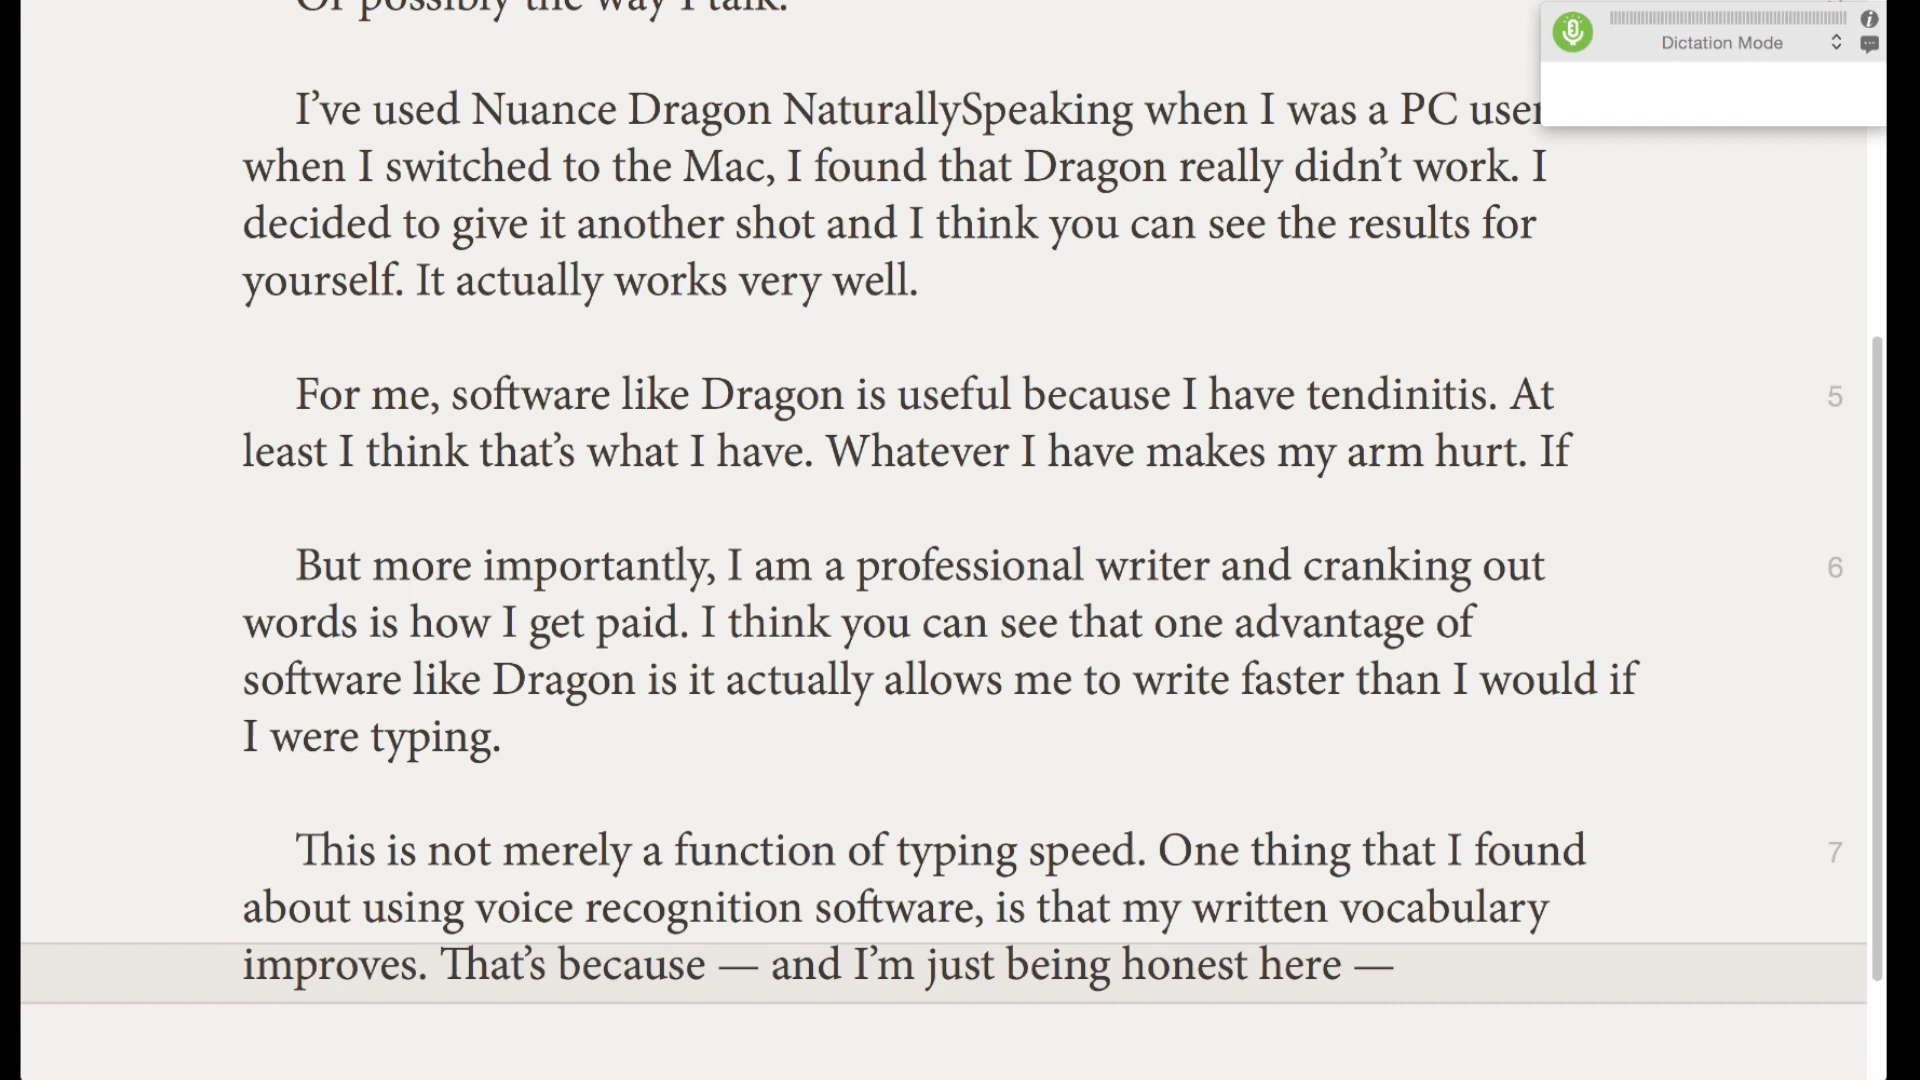 Or possibly the way I talk.
Dictation Mode
I’ve used Nuance Dragon NaturallySpeaking when I was a PC user
when I switched to the Mac, I found that Dragon really didn’t work. I
decided to give it another shot and I think you can see the results for
yourself. It actually works very well.
For me, software like Dragon is useful because I have tendinitis. At
5
least I think that’s what I have. Whatever I have makes my arm hurt. If
But more importantly, I am a professional writer and cranking out
6
words is how I get paid. I think you can see that one advantage of
software like Dragon is it actually allows me to write faster than I would if
I were typing.
This is not merely a function of typing speed. One thing that I found
7
about using voice recognition software, is that my written vocabulary
improves. That’s because — and I’m just being honest here —